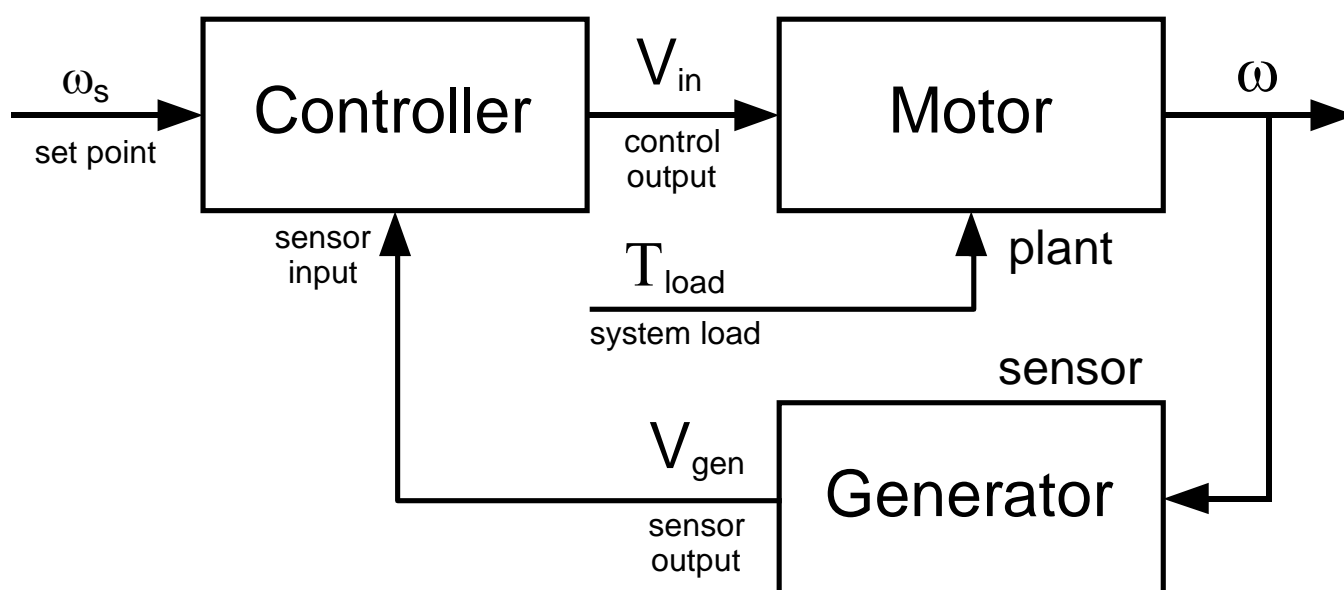 ωs
set point
Controller
Vin
control
output
Motor
ω
sensor
input
Tload
system load
plant
sensor
Vgen
sensor
output
Generator